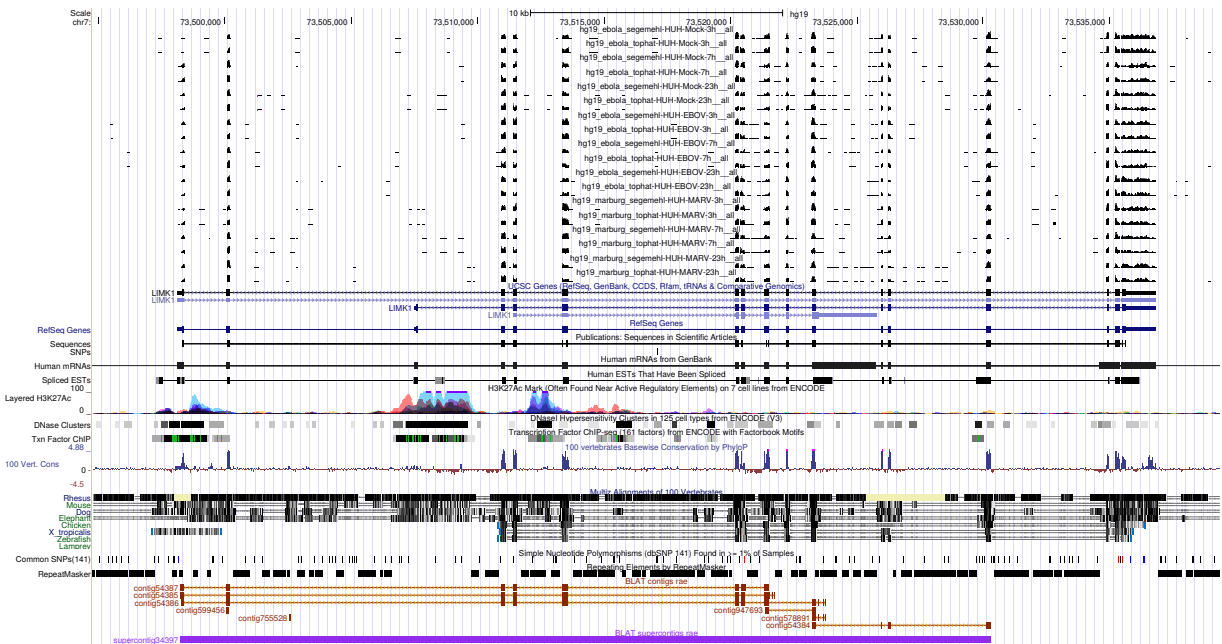 Scale 10 kb hg19
chr7: 73,500,000 73,505,000 73,510,000 73,515,000 73,520,000 73,525,000 73,530,000 73,535,000
hg19_ebola_segemehl-HUH-Mock-3h__all
hg19_ebola_tophat-HUH-Mock-3h__all
hg19_ebola_segemehl-HUH-Mock-7h__all
hg19_ebola_tophat-HUH-Mock-7h__all
hg19_ebola_segemehl-HUH-Mock-23h__all
hg19_ebola_tophat-HUH-Mock-23h__all
hg19_ebola_segemehl-HUH-EBOV-3h__all
hg19_ebola_tophat-HUH-EBOV-3h__all
hg19_ebola_segemehl-HUH-EBOV-7h__all
hg19_ebola_tophat-HUH-EBOV-7h__all
hg19_ebola_segemehl-HUH-EBOV-23h__all
hg19_ebola_tophat-HUH-EBOV-23h__all
hg19_marburg_segemehl-HUH-MARV-3h__all
hg19_marburg_tophat-HUH-MARV-3h__all
hg19_marburg_segemehl-HUH-MARV-7h__all
hg19_marburg_tophat-HUH-MARV-7h__all
hg19_marburg_segemehl-HUH-MARV-23h__all
hg19_marburg_tophat-HUH-MARV-23h__all
UCSC Genes (RefSeq, GenBank, CCDS, Rfam, tRNAs & Comparative Genomics)
LIMK1
LIMK1
LIMK1
LIMK1
RefSeq Genes
RefSeq Genes
Publications: Sequences in Scientific Articles
Sequences
SNPs
Human mRNAs from GenBank
Human mRNAs
Human ESTs That Have Been Spliced
Spliced ESTs
H3K27Ac Mark (Often Found Near Active Regulatory Elements) on 7 cell lines from ENCODE
100
Layered H3K27Ac
0
DNaseI Hypersensitivity Clusters in 125 cell types from ENCODE (V3)
DNase Clusters
Transcription Factor ChIP-seq (161 factors) from ENCODE with Factorbook Motifs
Txn Factor ChIP
100 vertebrates Basewise Conservation by PhyloP
4.88
100 Vert. Cons
0
-4.5
Multiz Alignments of 100 Vertebrates
Rhesus
Mouse
Dog
Elephant
Chicken
X_tropicalis
Zebrafish
Lamprey
Simple Nucleotide Polymorphisms (dbSNP 141) Found in >= 1% of Samples
Common SNPs(141)
Repeating Elements by RepeatMasker
RepeatMasker
BLAT contigs rae
contig54387
contig54385
contig54386
contig599456 contig947693
contig755528 contig578891
contig54384
BLAT supercontigs rae
supercontig34397